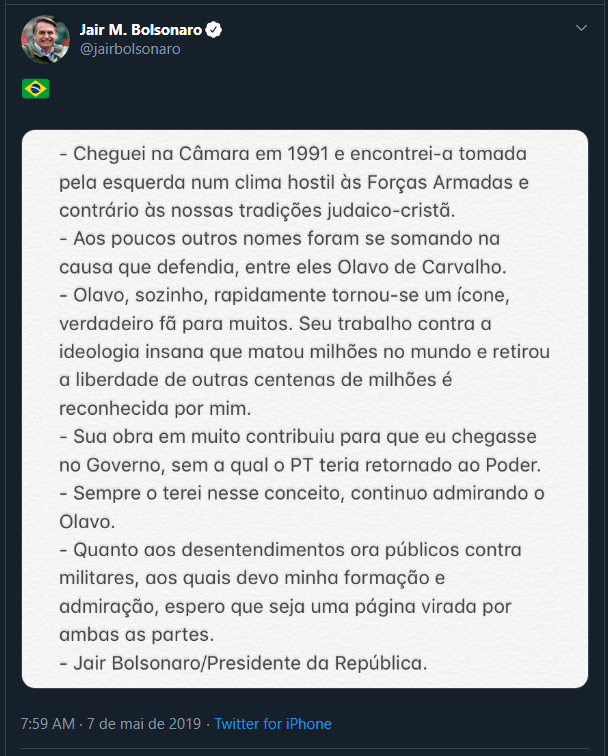 Jair M. Bolsonaro
@jairbolsonaro
- Cheguei na Câmara em 1991 e encontrei-a tomada
pela esquerda num clima hostil às Forças Armadas e
contrário às nossas tradições judaico-cristã.
- Aos poucos outros nomes foram se somando na
causa que defendia, entre eles Olavo de Carvalho.
- Olavo, sozinho, rapidamente tornou-se um ícone,
verdadeiro fã para muitos. Seu trabalho contra a
ideologia insana que matou milhões no mundo e retirou
a liberdade de outras centenas de milhões é
reconhecida por mim.
- Sua obra em muito contribuiu para que eu chegasse
no Governo, sem a qual o PT teria retornado ao Poder.
- Sempre o terei nesse conceito, continuo admirando o
Olavo.
- Quanto aos desentendimentos ora públicos contra
militares, aos quais devo minha formação e
admiração, espero que seja uma página virada por
ambas as partes.
- Jair Bolsonaro/Presidente da República.
7:59 AM · 7 de mai de 2019 · Twitter for iPhone